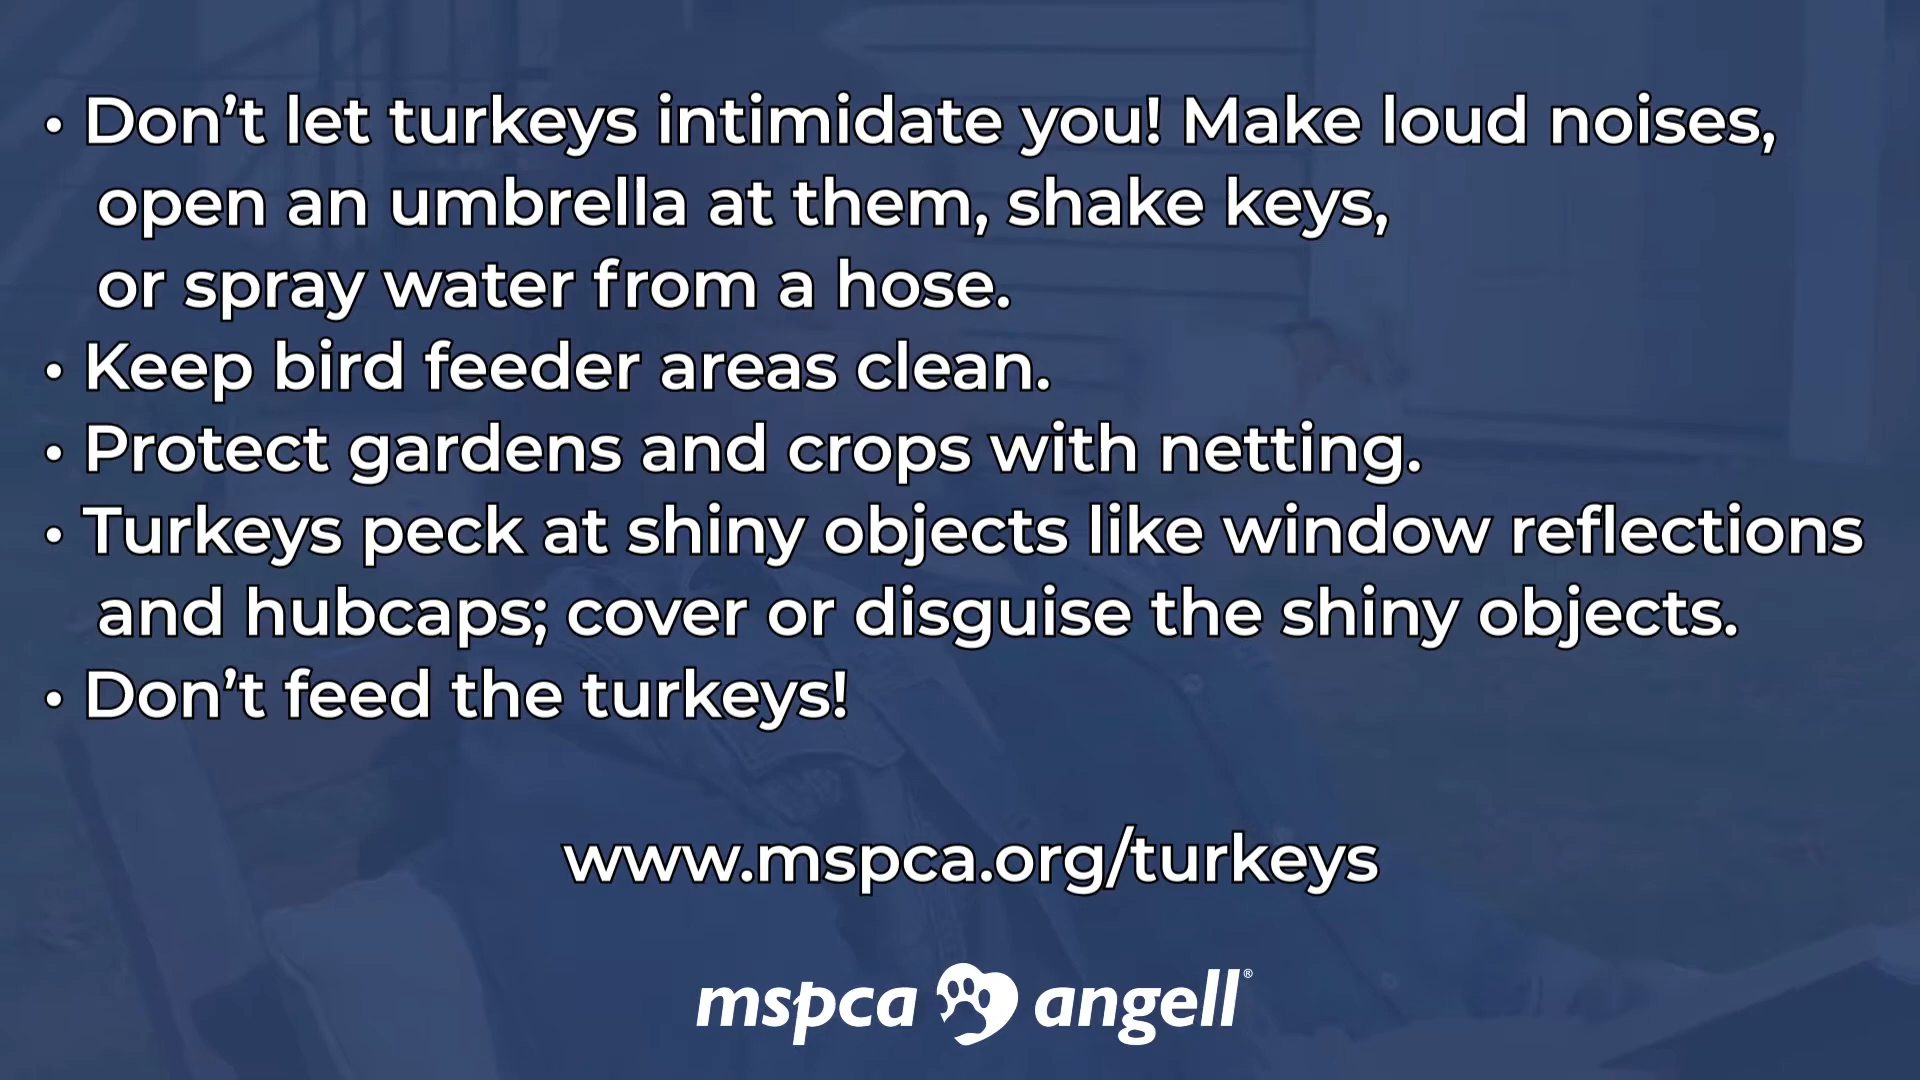 • Don’t let turkeys intimidate you! Make loud noises,
open an umbrella at them, shake keys,
or spray water from a hose.
• Keep bird feeder areas clean.
• Protect gardens and crops with netting.
• Turkeys peck at shiny objects like window reflections
and hubcaps; cover or disguise the shiny objects.
• Don’t feed the turkeys!
www.mspca.org/turkeys
mspca angell®